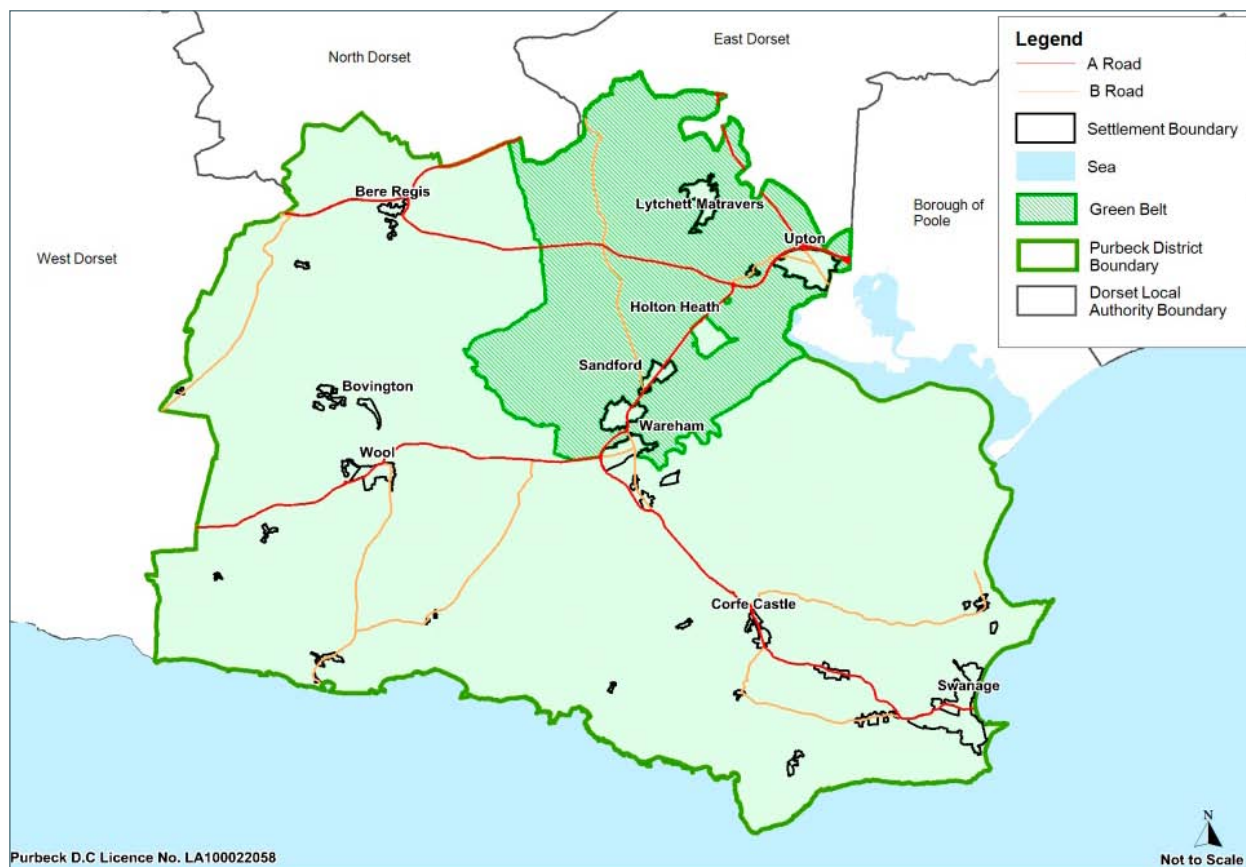 North Dorset
East Dorset
Legend
A Road
B Road
Settlement Boundary
Sea
Green Belt
Purbeck District
Boundary
Dorset Local
Authority Boundary
Bere Regis
Lytchett Matravers
Borough of
Poole
Upton
West Dorset
Holton Heath
Sandford
Bovington
Wareham
Wool
Corfe Castle
Swanage
N
Purbeck D.C Licence No. LA100022058
Not to Scale